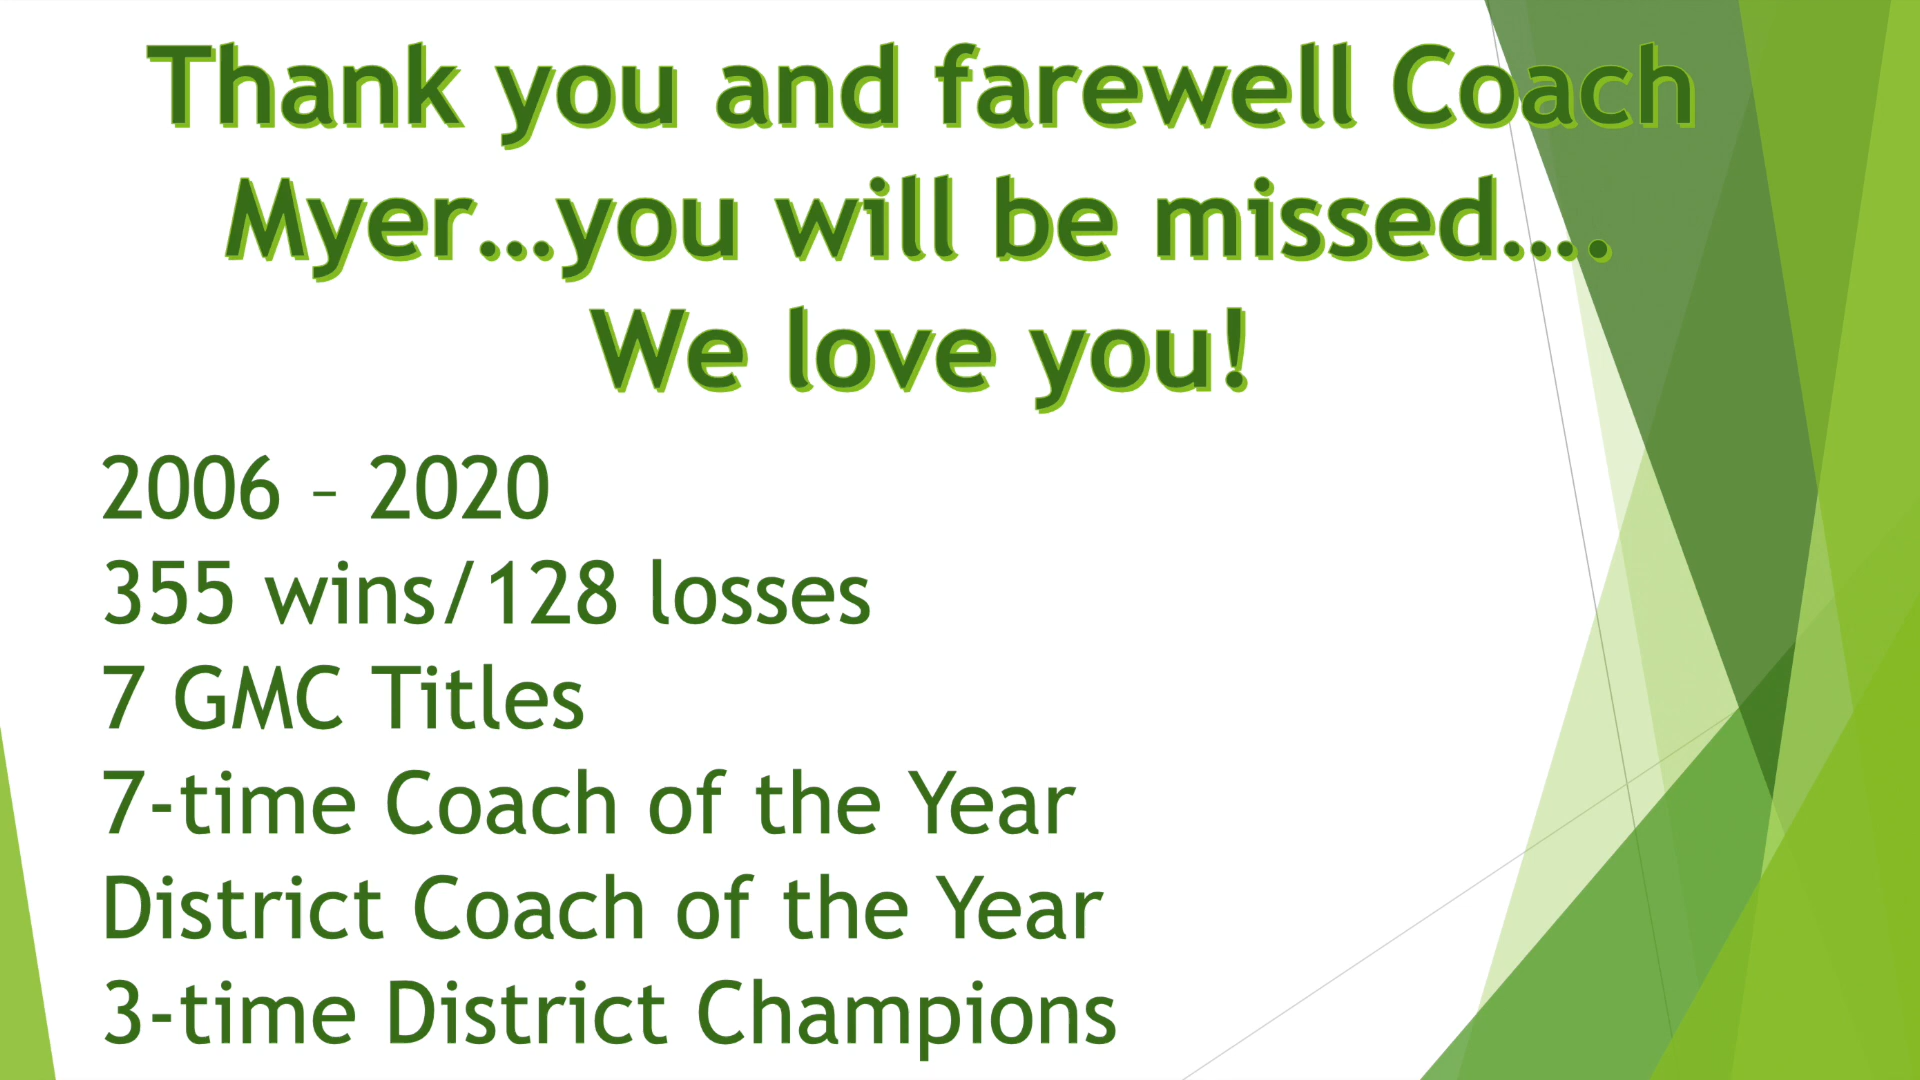 Thank you and farewell Coach
Myer…you will be missed….
We love you!
2006 – 2020
355 wins/128 losses
7 GMC Titles
7-time Coach of the Year
District Coach of the Year
3-time District Champions